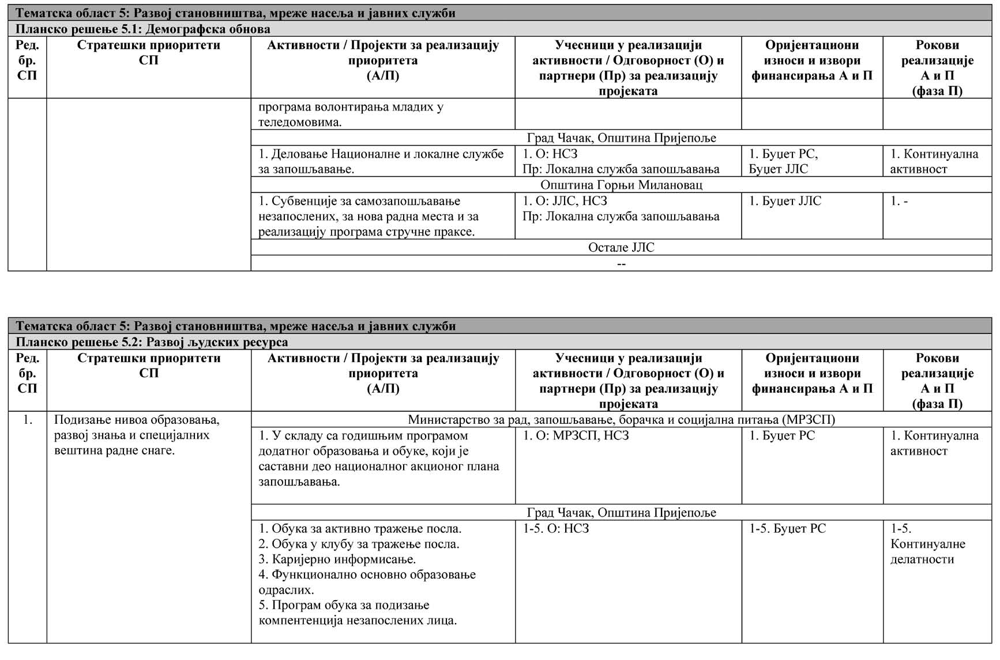 Тематска област 5: Развој становништва, мреже насеља и јавних служби
Планско решење 5.1: Демографска обнова
Ред.
бр.
СП
Стратешки приоритети
СП
Активности / Пројекти за реализацију
приоритета
(А/П)
Учесници у реализацији
активности / Одговорност (О) и
партнери (Пр) за реализацију
пројеката
Оријентациони
износи и извори
финансирања А и П
Рокови
реализације
А и П
(фаза П)
програма волонтирања младих у
теледомовима.
Град Чачак, Општина Пријепоље
1. Деловање Националне и локалне службе
за запошљавање.
1. О: НСЗ
Пр: Локална служба запошљавања
1. Буџет РС,
Буџет ЈЛС
1. Континуална
активност
Општина Горњи Милановац
1. Субвенције за самозапошљавање
незапослених, за нова радна места и за
реализацију програма стручне праксе.
1. О: ЈЛС, НСЗ
Пр: Локална служба запошљавања
1. Буџет ЈЛС
1. -
Остале ЈЛС
--
Тематска област 5: Развој становништва, мреже насеља и јавних служби
Планско решење 5.2: Развој људских ресурса
Ред.
бр.
СП
Стратешки приоритети
СП
Активности / Пројекти за реализацију
приоритета
(А/П)
Учесници у реализацији
активности / Одговорност (О) и
партнери (Пр) за реализацију
пројеката
Оријентациони
износи и извори
финансирања А и П
Рокови
реализације
А и П
(фаза П)
1.
Подизање нивоа образовања,
развој знања и специјалних
вештина радне снаге.
Министарство за рад, запошљавање, борачка и социјална питања (МРЗСП)
1. У складу са годишњим програмом
додатног образовања и обуке, који је
саставни део националног акционог плана
запошљавања.
1. О: МРЗСП, НСЗ
1. Буџет РС
1. Континуална
активност
Град Чачак, Општина Пријепоље
1. Обука за активно тражење посла.
2. Обука у клубу за тражење посла.
3. Каријерно информисање.
4. Функционално основно образовање
одраслих.
5. Програм обука за подизање
компентенција незапослених лица.
1-5. О: НСЗ
1-5. Буџет РС
1-5.
Континуалне
делатности